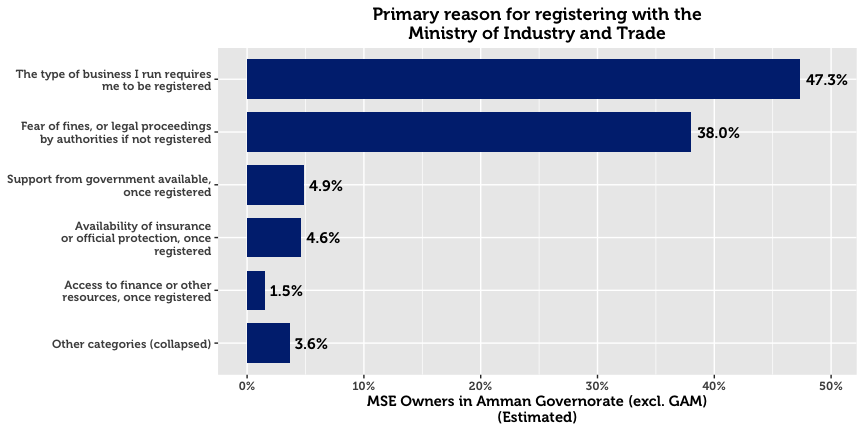 Primary reason for registering with the
Ministry of Industry and Trade
The type of business I run requires
me to be registered
47.3%
Fear of fines, or legal proceedings
by authorities if not registered
38.0%
Support from government available,
once registered
4.9%
Availability of insurance
or official protection, once
registered
4.6%
Access to finance or other
resources, once registered
1.5%
Other categories (collapsed)
3.6%
0% 10% 20% 30% 40% 50%
MSE Owners in Amman Governorate (excl. GAM)
(Estimated)